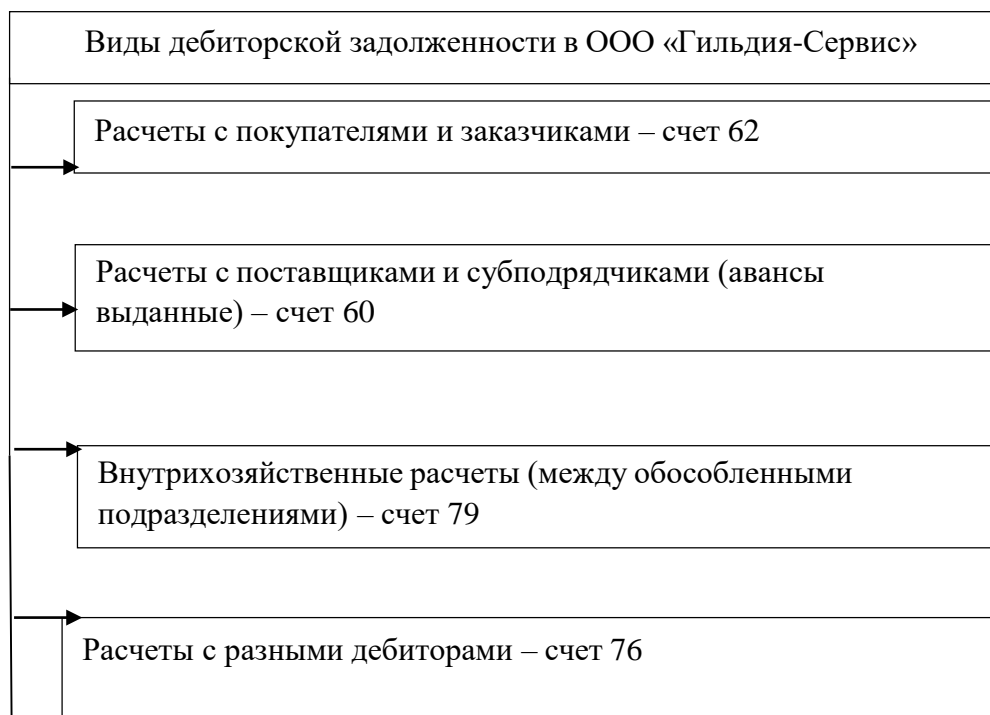 Виды дебиторской задолженности в ООО «Гильдия-Сервис»
Расчеты с покупателями и заказчиками – счет 62
Расчеты с поставщиками и субподрядчиками (авансы
выданные) – счет 60
Внутрихозяйственные расчеты (между обособленными
подразделениями) – счет 79
Расчеты с разными дебиторами – счет 76